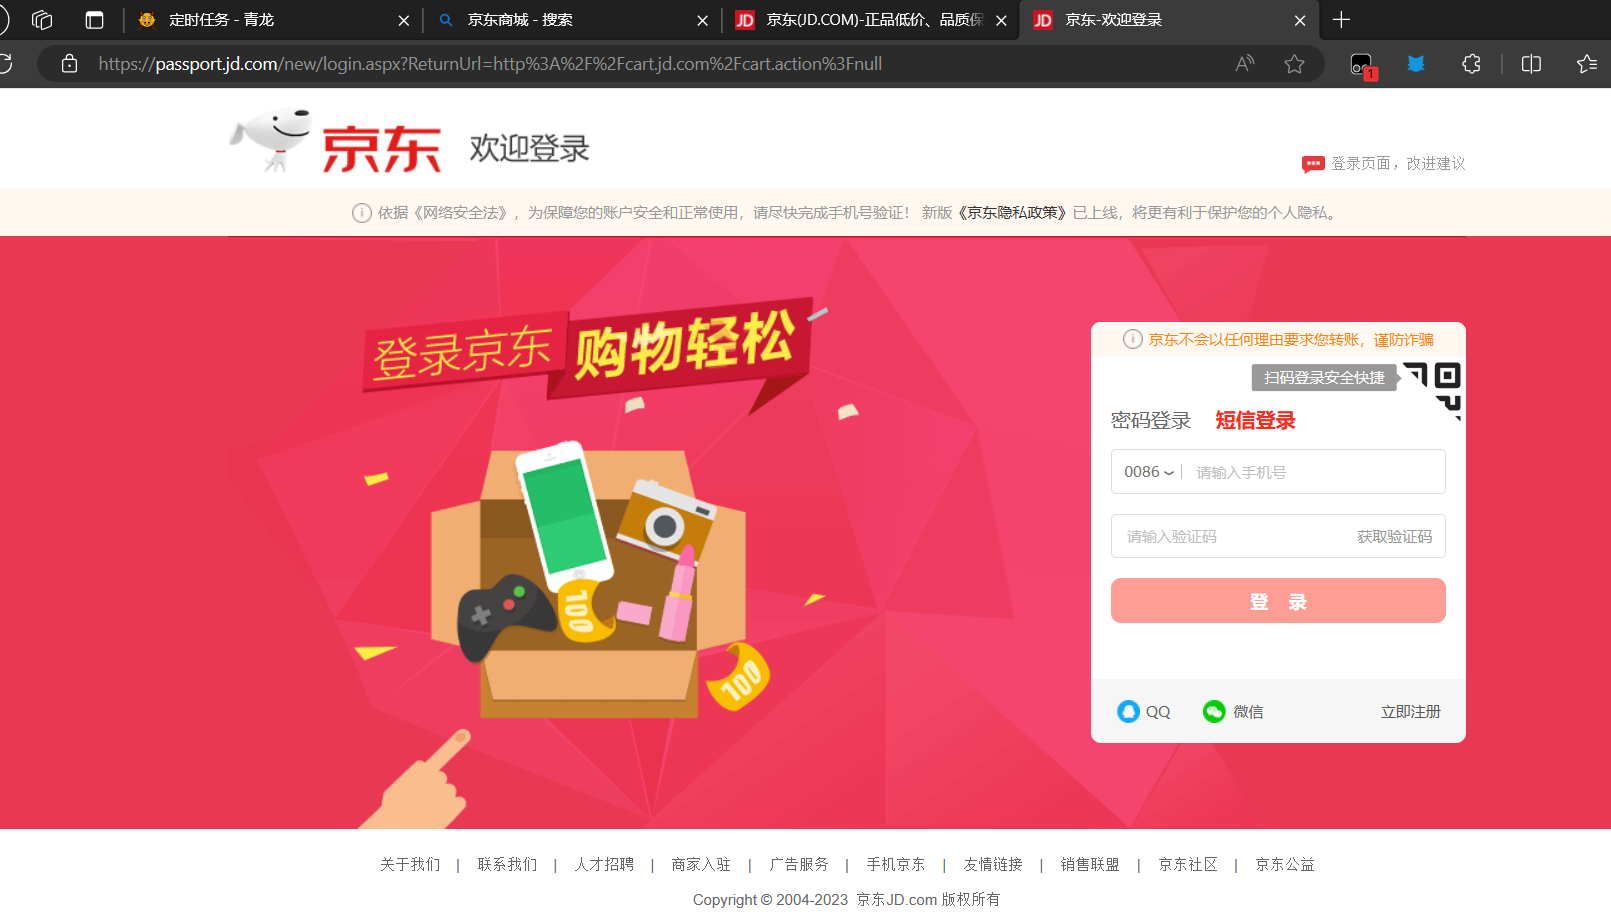 定时任务 - 青龙
京东商城 - 搜索
JD 京东(JD.COM)-正品低价、品质保
JD 京东-欢迎登录
https://passport.jd.com/new/login.aspx?ReturnUrl=http%3A%2F%2Fcart.jd.com%2Fcart.action%3Fnull
1
京东 欢迎登录
登录页面，改进建议
依据《网络安全法》，为保障您的账户安全和正常使用，请尽快完成手机号验证！ 新版《京东隐私政策》已上线，将更有利于保护您的个人隐私。
登录京东 购物轻松
100
100
京东不会以任何理由要求您转账，谨防诈骗
扫码登录安全快捷
密码登录 短信登录
0086 请输入手机号
请输入验证码 获取验证码
登 录
QQ 微信 立即注册
关于我们 | 联系我们 | 人才招聘 | 商家入驻 | 广告服务 | 手机京东 | 友情链接 | 销售联盟 | 京东社区 | 京东公益
Copyright © 2004-2023 京东JD.com 版权所有